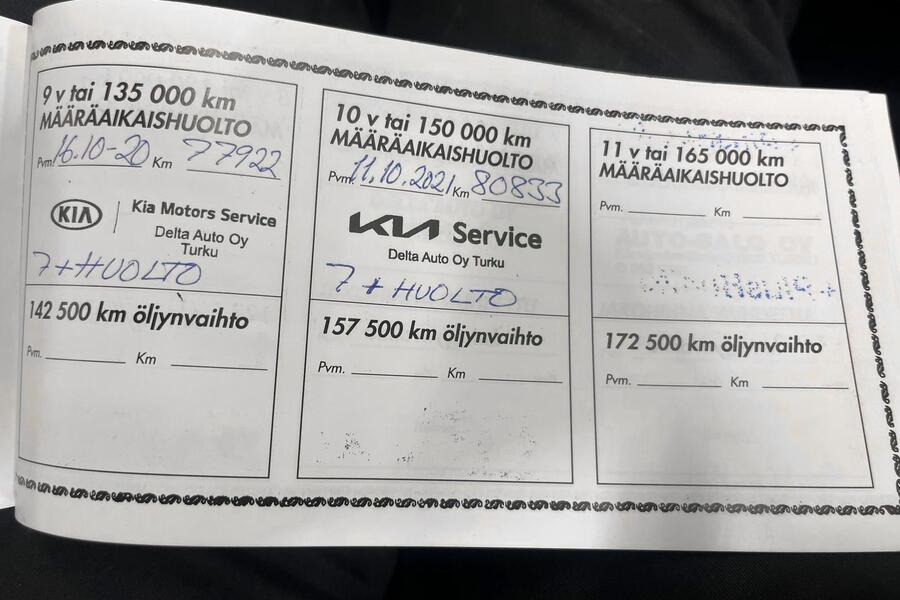 9 v tai 135 000 km
MÄÄRÄAIKAISHUOLTO
Pvm. 16.10-20 Km 77922
KIA Kia Motors Service
Delta Auto Oy
Turku
7+HUOLTO
142 500 km öljynvaihto
Pvm. Km
10 v tai 150 000 km
MÄÄRÄAIKAISHUOLTO
Pvm. 11.10.2021 Km 80833
KIA Service
Delta Auto Oy Turku
7 + HUOLTO
157 500 km öljynvaihto
Pvm. Km
11 v tai 165 000 km
MÄÄRÄAIKAISHUOLTO
Pvm. Km
172 500 km öljynvaihto
Pvm. Km